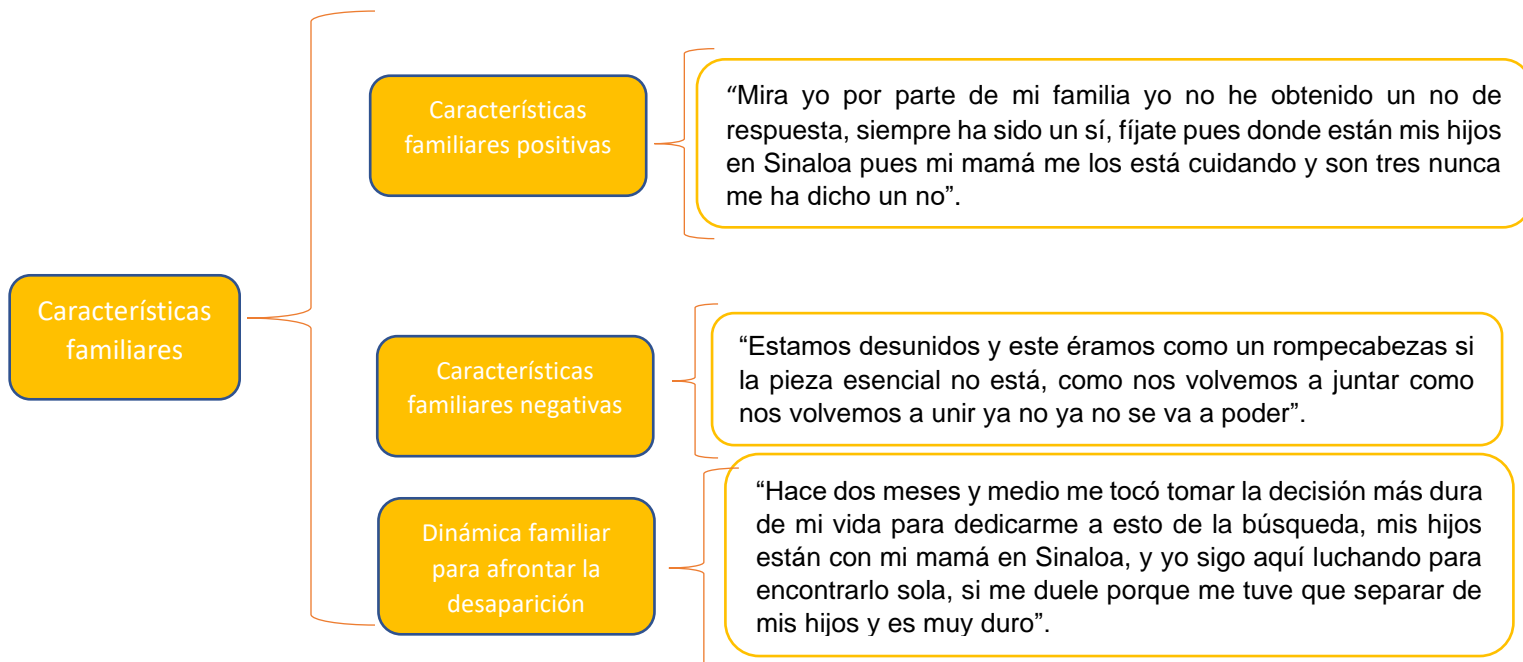 Características
familiares
Características
familiares positivas
“Mira yo por parte de mi familia yo no he obtenido un no de
respuesta, siempre ha sido un sí, fíjate pues donde están mis hijos
en Sinaloa pues mi mamá me los está cuidando y son tres nunca
me ha dicho un no”.
Características
familiares negativas
“Estamos desunidos y este éramos como un rompecabezas si
la pieza esencial no está, como nos volvemos a juntar como
nos volvemos a unir ya no ya no se va a poder”.
Dinámica familiar
para afrontar la
desaparición
“Hace dos meses y medio me tocó tomar la decisión más dura
de mi vida para dedicarme a esto de la búsqueda, mis hijos
están con mi mamá en Sinaloa, y yo sigo aquí luchando para
encontrarlo sola, si me duele porque me tuve que separar de
mis hijos y es muy duro”.